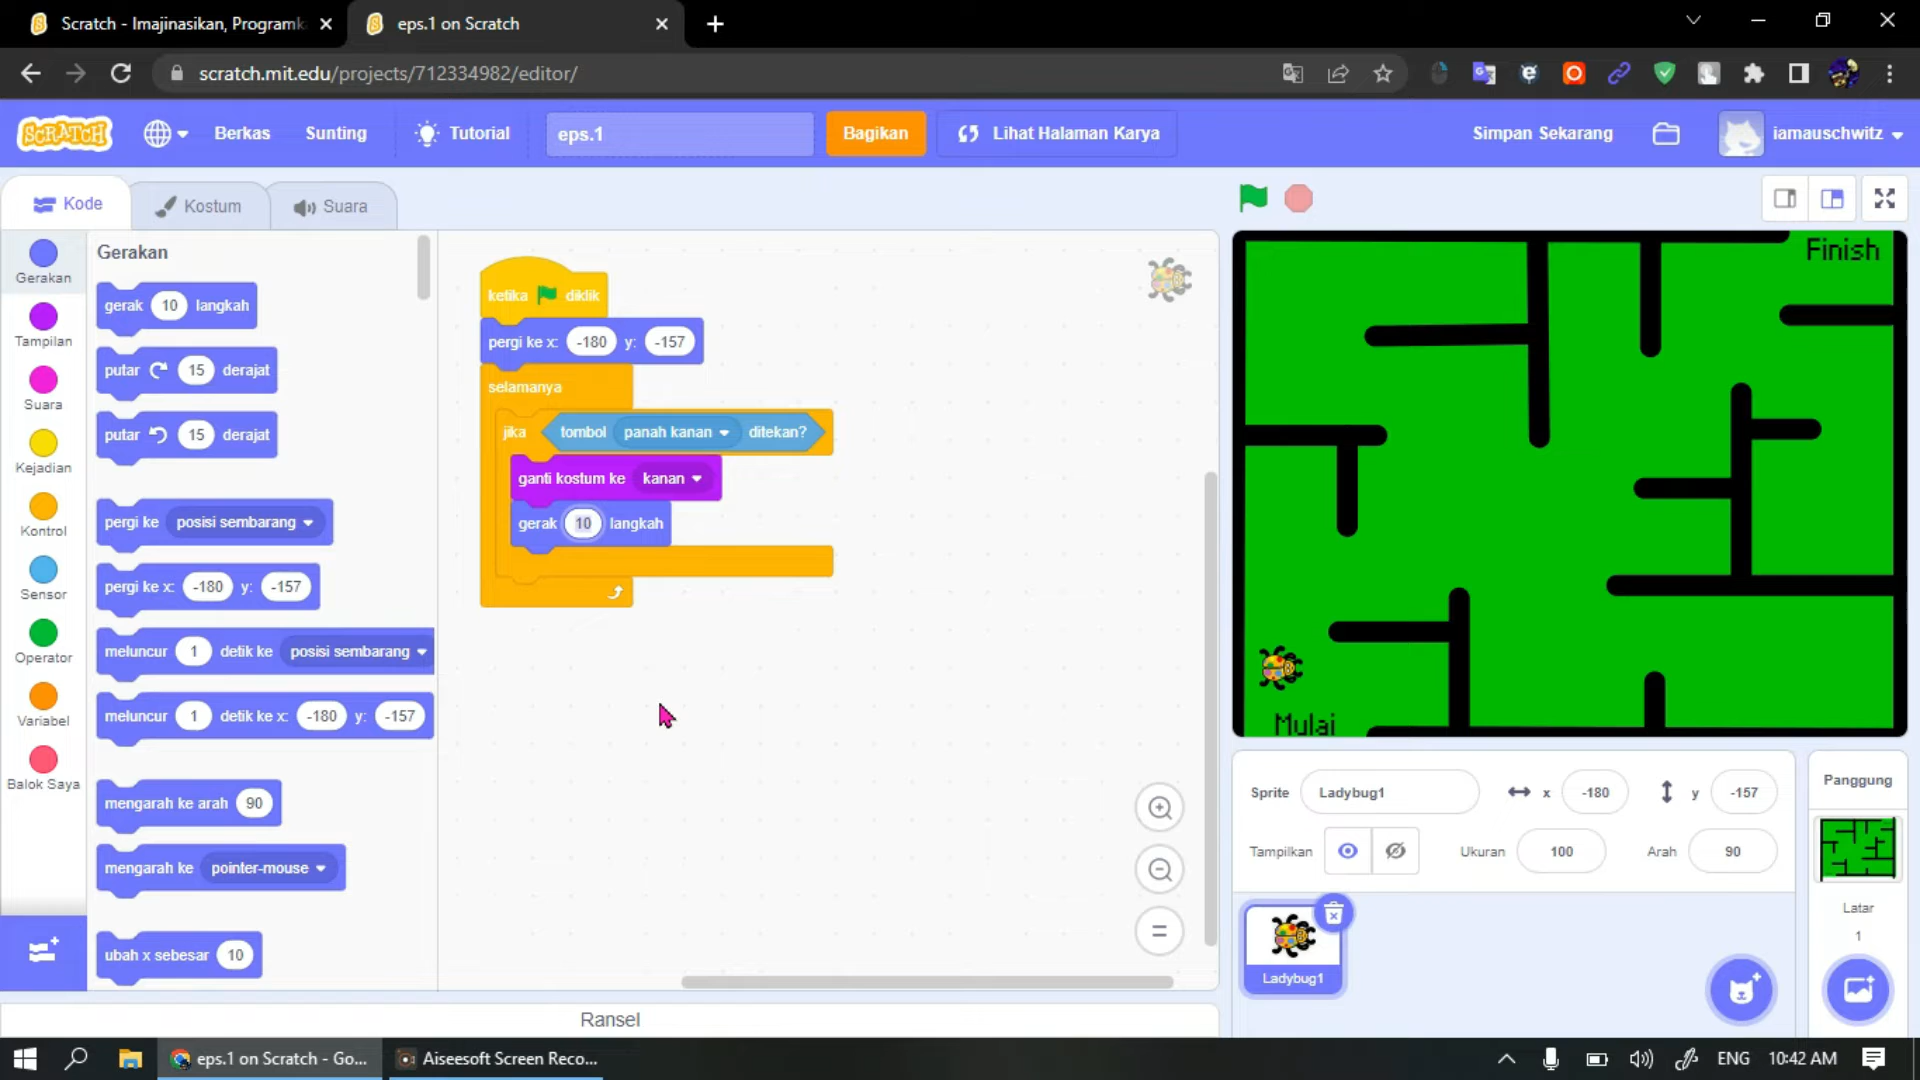 Scratch - Imajinasikan, Programk
eps.1 on Scratch
scratch.mit.edu/projects/712334982/editor/
SCRATCH
Berkas
Sunting
Tutorial
eps.1
Bagikan
Lihat Halaman Karya
Simpan Sekarang
iamauschwitz
Kode
Kostum
Suara
Gerakan
Tampilan
Suara
Kejadian
Kontrol
Sensor
Operator
Variabel
Balok Saya
Gerakan
gerak 10 langkah
putar 15 derajat
putar 15 derajat
pergi ke posisi sembarang
pergi ke x: -180 y: -157
meluncur 1 detik ke posisi sembarang
meluncur 1 detik ke x: -180 y: -157
mengarah ke arah 90
mengarah ke pointer-mouse
ubah x sebesar 10
ketika diklik
pergi ke x: -180 y: -157
selamanya
jika tombol panah kanan ditekan?
ganti kostum ke kanan
gerak 10 langkah
Finish
Mulai
Sprite Ladybug1 x -180 y -157
Tampilkan Ukuran 100 Arah 90
Ladybug1
Panggung
Latar
1
Ransel
eps.1 on Scratch - Go...
Aiseesoft Screen Reco...
ENG
10:42 AM